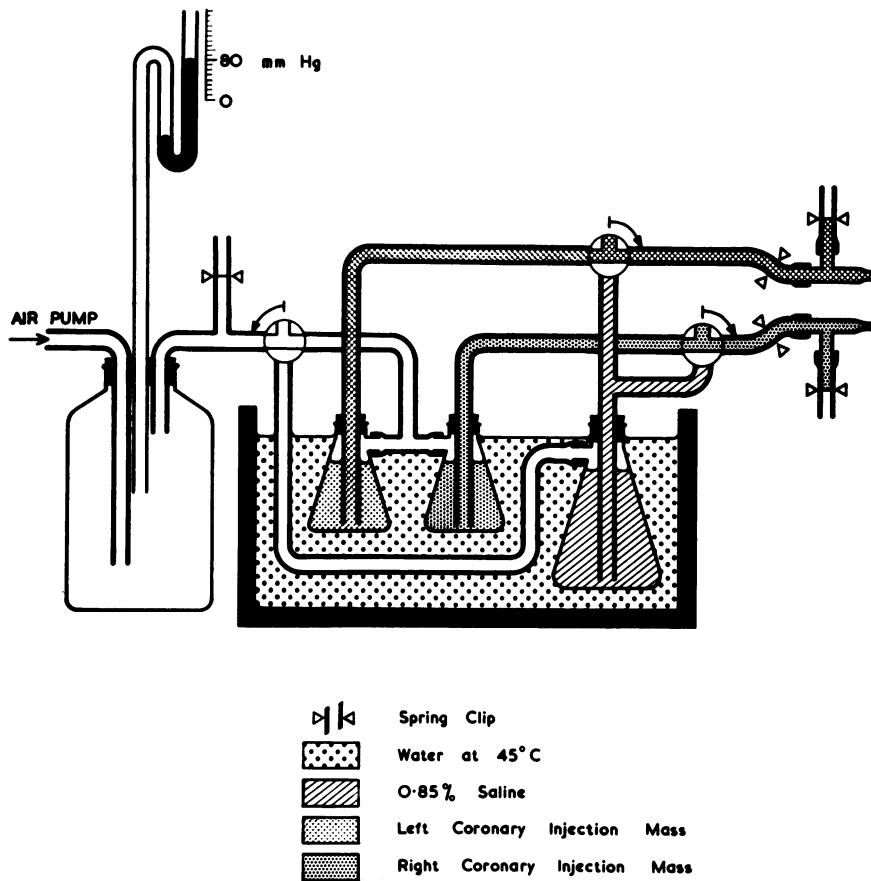 80 mm Hg
0
AIR PUMP
Spring Clip
Water at 45°C
0·85% Saline
Left Coronary Injection Mass
Right Coronary Injection Mass